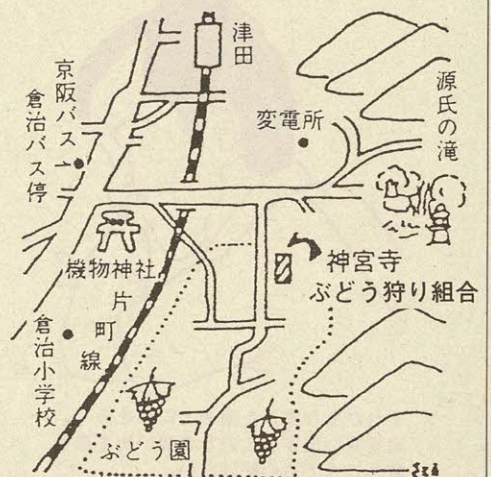 津田
京阪バス
倉治バス停
変電所
源氏の滝
機物神社
神宮寺
ぶどう狩り組合
片町線
倉治小学校
ぶどう園